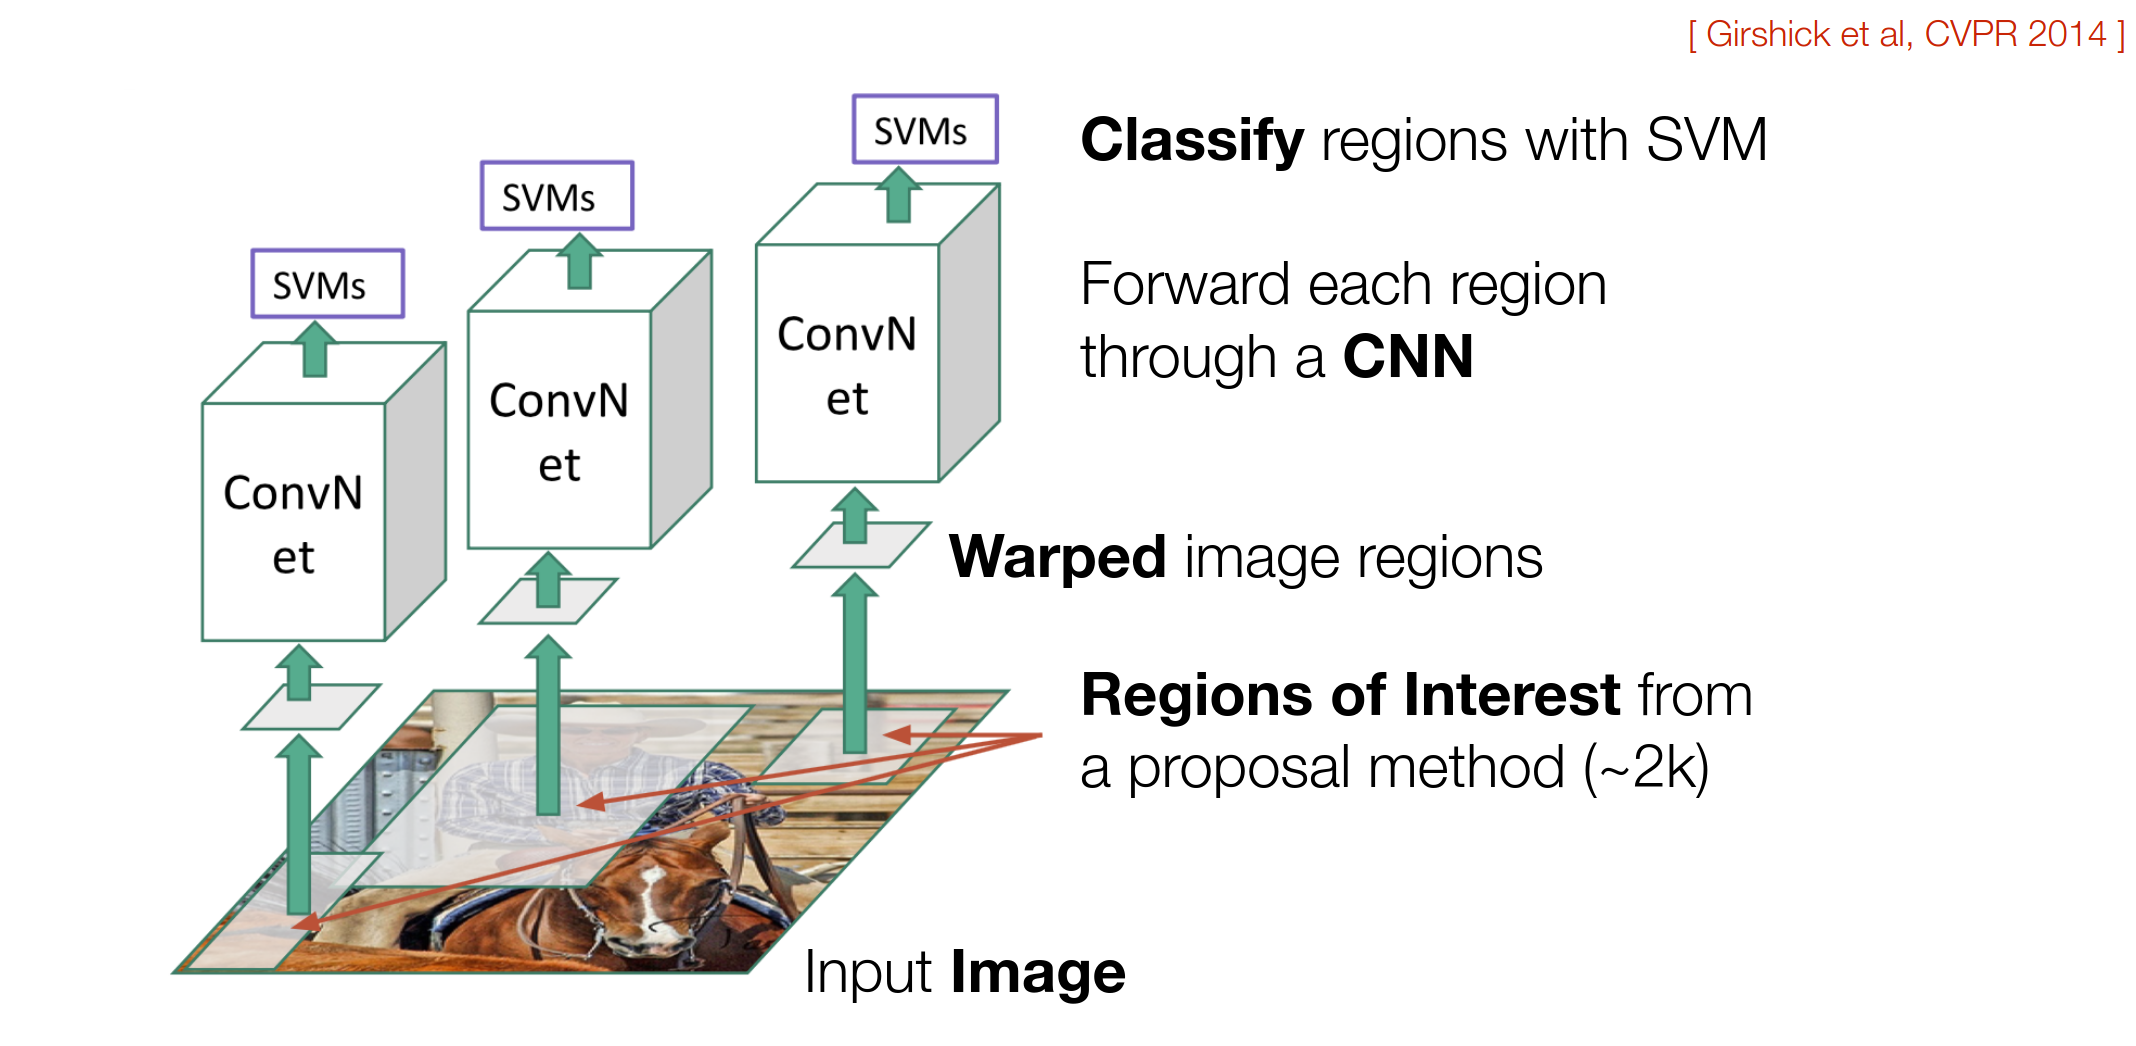 [ Girshick et al, CVPR 2014 ]
SVMs
Classify regions with SVM
SVMs
SVMs
Forward each region
through a CNN
ConvN
et
ConvN
et
ConvN
et
Warped image regions
Regions of Interest from
a proposal method (~2k)
Input Image